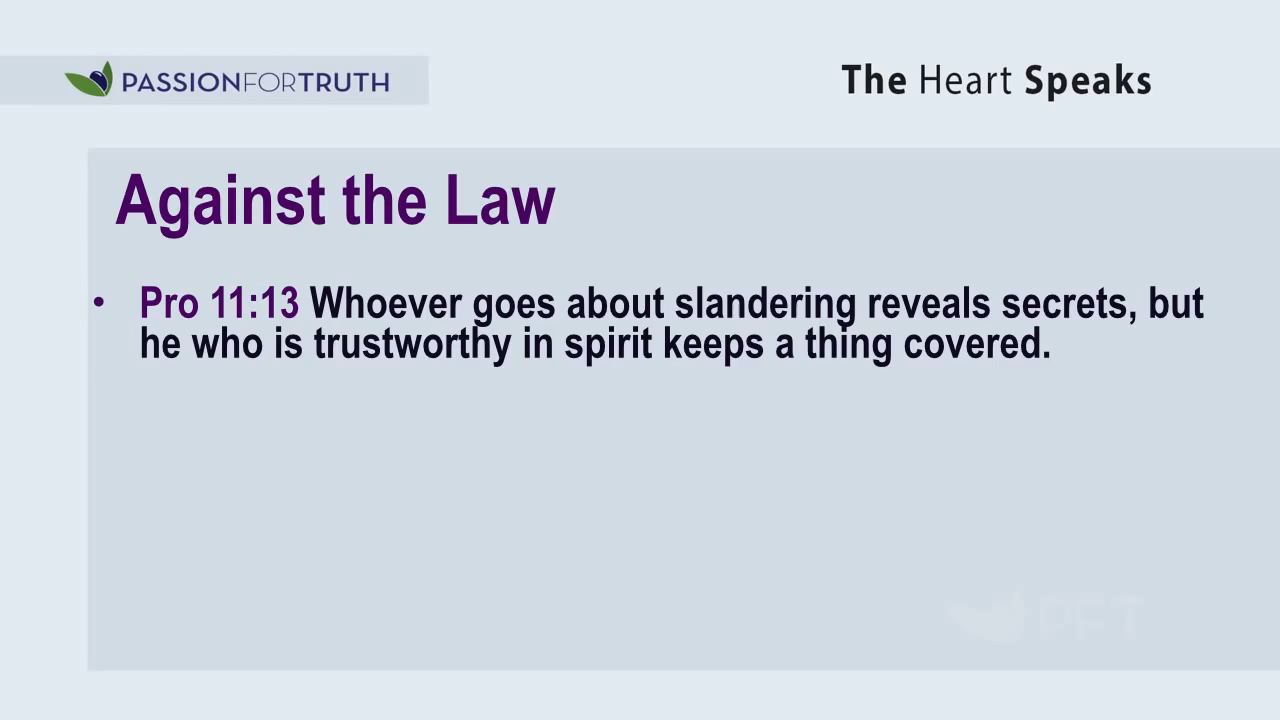 PASSIONFORTRUTH
The Heart Speaks
Against the Law
• Pro 11:13 Whoever goes about slandering reveals secrets, but
he who is trustworthy in spirit keeps a thing covered.
PFT